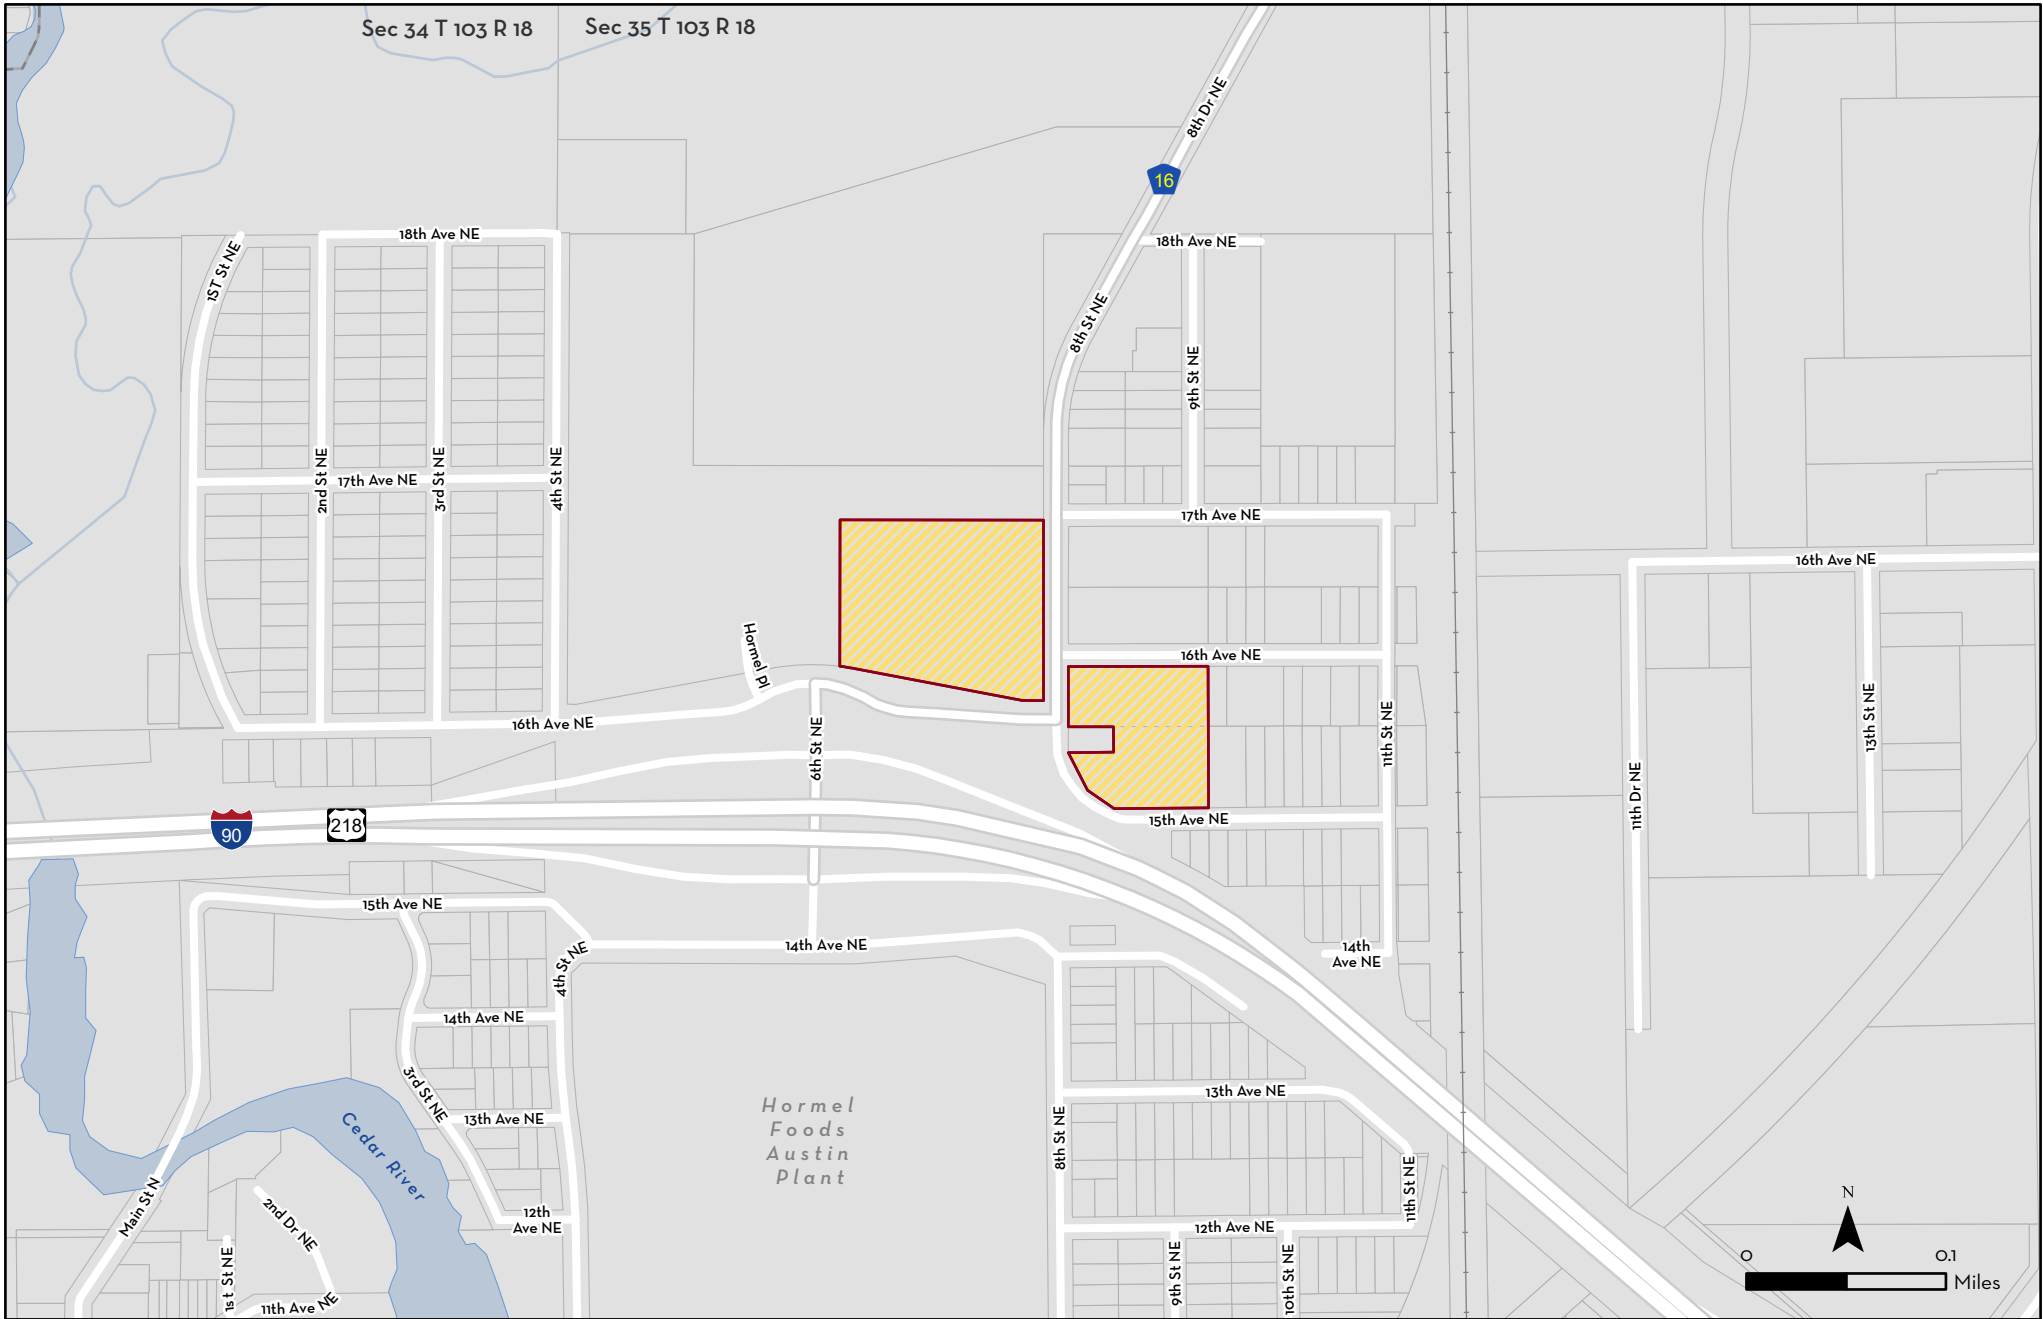 Sec 34 T 103 R 18
Sec 35 T 103 R 18
8th Dr NE
16
18th Ave NE
18th Ave NE
1ST St NE
8th St NE
9th St NE
2nd St NE
3rd St NE
4th St NE
17th Ave NE
17th Ave NE
16th Ave NE
Hormel Pl
16th Ave NE
11th St NE
13th St NE
16th Ave NE
6th St NE
11th Dr NE
90
218
15th Ave NE
15th Ave NE
14th Ave NE
14th
Ave NE
4th St NE
14th Ave NE
3rd St NE
13th Ave NE
13th Ave NE
Hormel
Foods
Austin
Plant
8th St NE
Cedar River
11th St NE
Main St N
2nd Dr NE
12th
Ave NE
12th Ave NE
1st St NE
9th St NE
10th St NE
11th Ave NE
N
0
0.1
Miles